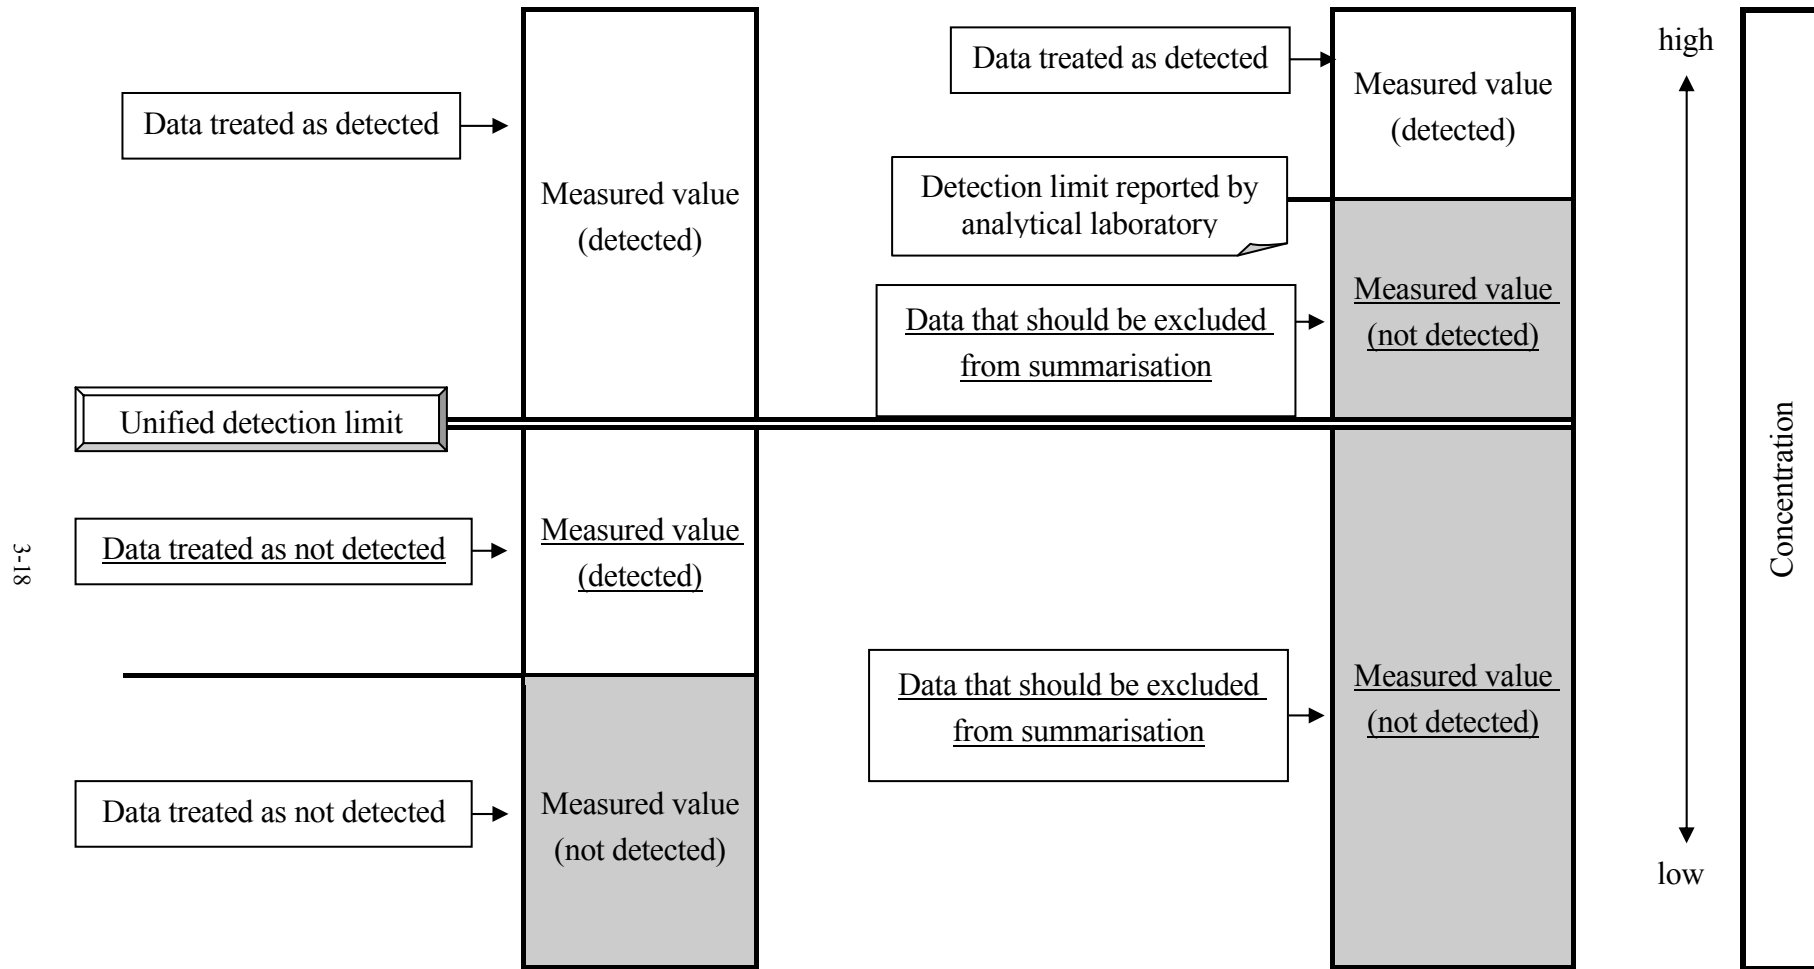 Data treated as detected
Measured value
(detected)
Unified detection limit
Data treated as not detected
Measured value
(detected)
Data treated as not detected
Measured value
(not detected)
Data treated as detected
Measured value
(detected)
Detection limit reported by
analytical laboratory
Data that should be excluded
from summarisation
Measured value
(not detected)
Data that should be excluded
from summarisation
Measured value
(not detected)
high
low
Concentration
3-18